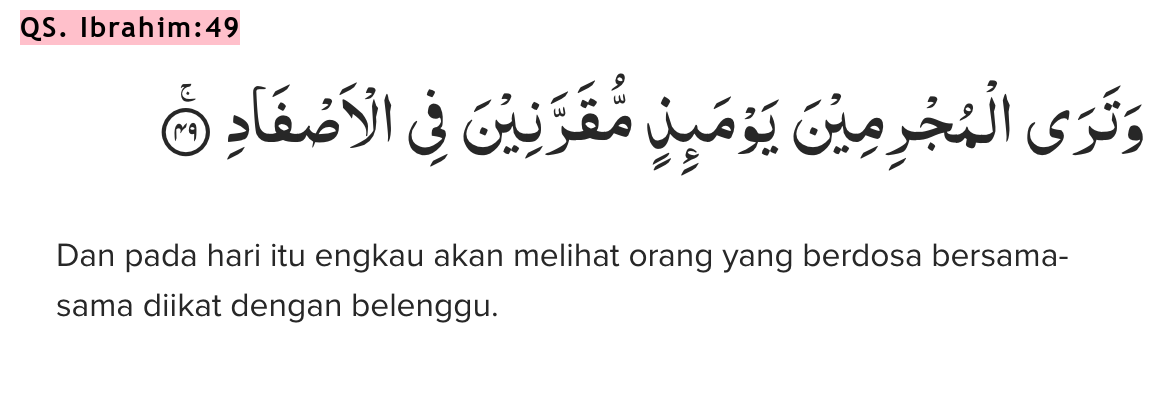 QS. Ibrahim:49
وَتَرَى الْمُجْرِمِيْنَ يَوْمَىِٕذٍ مُّقَرَّنِيْنَ فِى الْاَصْفَادِۚ ٤٩
Dan pada hari itu engkau akan melihat orang yang berdosa bersama-
sama diikat dengan belenggu.